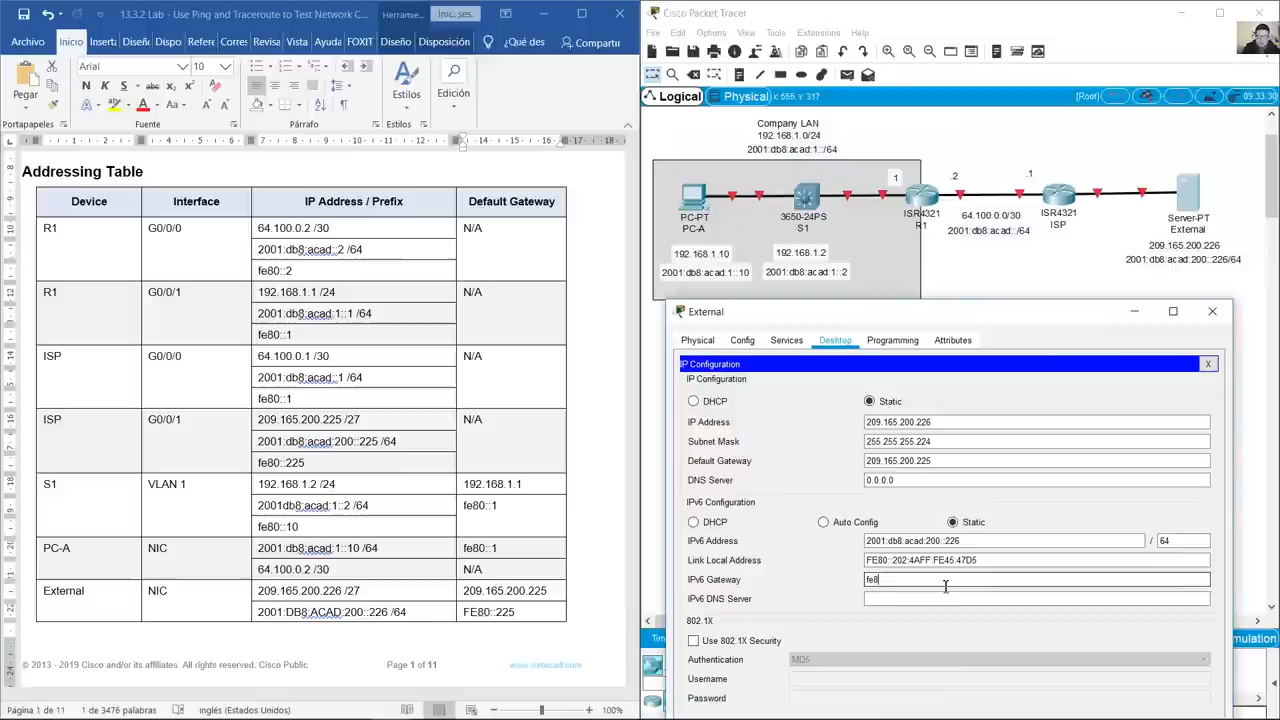 13.3.2 Lab - Use Ping and Traceroute to Test Network C...
Herrame...
Inic. ses.
Archivo
Inicio
Insertar
Diseño
Dispo
Refere
Corres
Revisa
Vista
Ayuda
FOXIT
Diseño
Disposición
¿Qué des
Compartir
Pegar
Arial
10
N K S
Estilos
Edición
Portapap...
Fuente
Párrafo
Estilos
Addressing Table
Device Interface IP Address / Prefix Default Gateway
R1 G0/0/0 64.100.0.2 /30 N/A
2001:db8:acad::2 /64
fe80::2
R1 G0/0/1 192.168.1.1 /24 N/A
2001:db8:acad:1::1 /64
fe80::1
ISP G0/0/0 64.100.0.1 /30 N/A
2001:db8:acad::1 /64
fe80::1
ISP G0/0/1 209.165.200.225 /27 N/A
2001:db8:acad:200::225 /64
fe80::225
S1 VLAN 1 192.168.1.2 /24 192.168.1.1
2001db8:acad:1::2 /64 fe80::1
fe80::10
PC-A NIC 2001:db8:acad:1::10 /64 fe80::1
64.100.0.2 /30 N/A
External NIC 209.165.200.226 /27 209.165.200.225
2001:DB8:ACAD:200::226 /64 FE80::225
© 2013 - 2019 Cisco and/or its affiliates. All rights reserved. Cisco Public
Page 1 of 11
Página 1 de 11
1 de 3476 palabras
Inglés (Estados Unidos)
100%
Cisco Packet Tracer
File Edit Options View Tools Extensions Help
Logical
Physical
x: 555, y: 317
[Root]
Company LAN
192.168.1.0/24
2001:db8:acad:1::/64
.1
.2
.1
PC-PT
PC-A
3650-24PS
S1
ISR4321
R1
64.100.0.0/30
2001:db8:acad::/64
ISR4321
ISP
Server-PT
External
209.165.200.226
2001:db8:acad:200::226/64
192.168.1.10
2001:db8:acad:1::10
192.168.1.2
2001:db8:acad:1::2
External
Physical Config Services Desktop Programming Attributes
IP Configuration
X
IP Configuration
DHCP
Static
IP Address 209.165.200.226
Subnet Mask 255.255.255.224
Default Gateway 209.165.200.225
DNS Server 0.0.0.0
IPv6 Configuration
DHCP
Auto Config
Static
IPv6 Address 2001:db8:acad:200::226 / 64
Link Local Address FE80::202:4AFF:FE45:47D5
IPv6 Gateway fe8
IPv6 DNS Server
802.1X
Use 802.1X Security
Authentication MD5
Username
Password